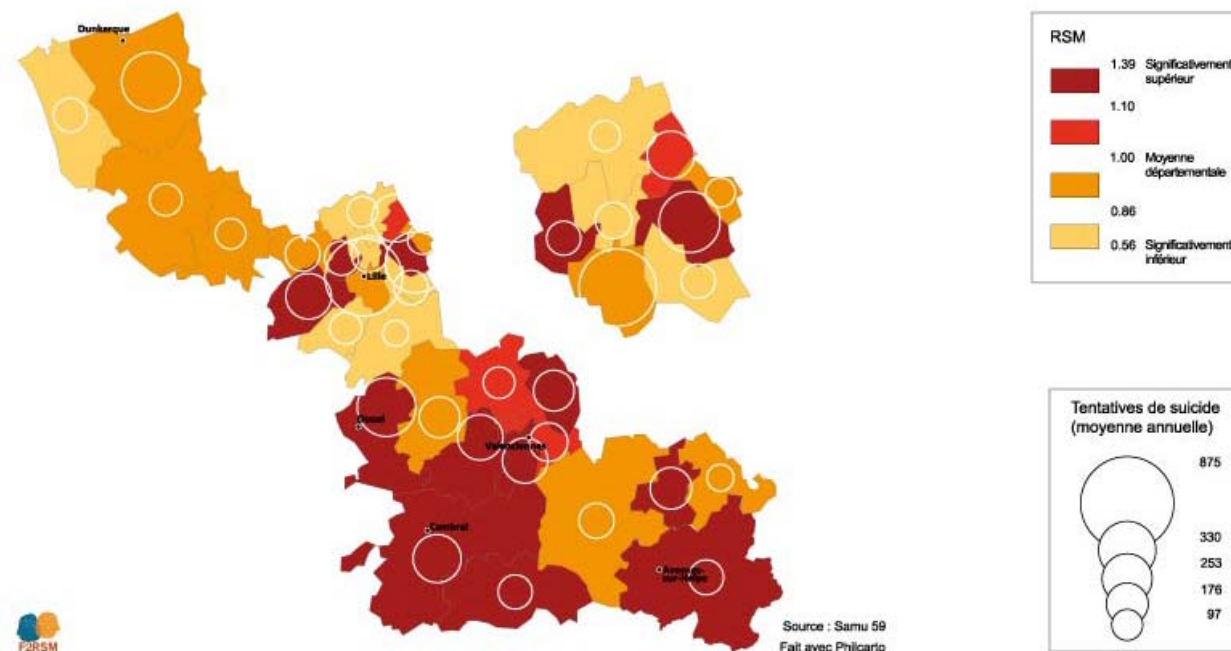 Dunkerque
Lille
Douai
Valenciennes
Cambrai
Avesnes-
sur-Helpe
RSM
1.39 Significativement
supérieur
1.10
1.00 Moyenne
départementale
0.86
0.56 Significativement
inférieur
Tentatives de suicide
(moyenne annuelle)
875
330
253
176
97
Source : Samu 59
Fait avec Philcarto
F2RSM